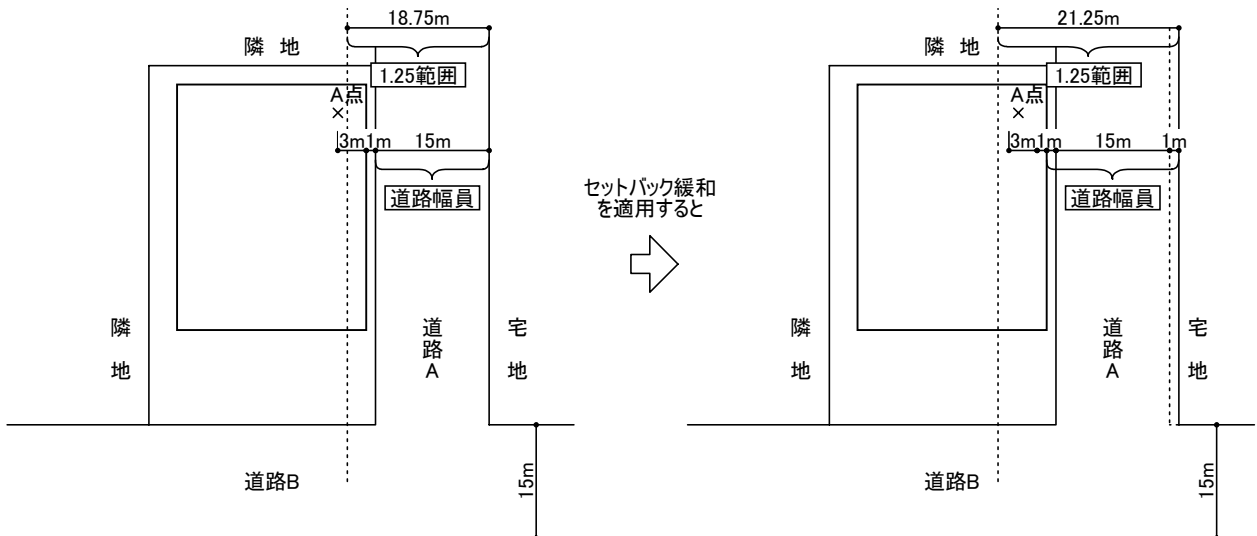 18.75m
隣 地
1.25範囲
A点
×
3m
1m
15m
道路幅員
隣
地
道
路
A
宅
地
道路B
15m
セットバック緩和
を適用すると
21.25m
隣 地
1.25範囲
A点
×
3m
1m
15m
1m
道路幅員
隣
地
道
路
A
宅
地
道路B
15m